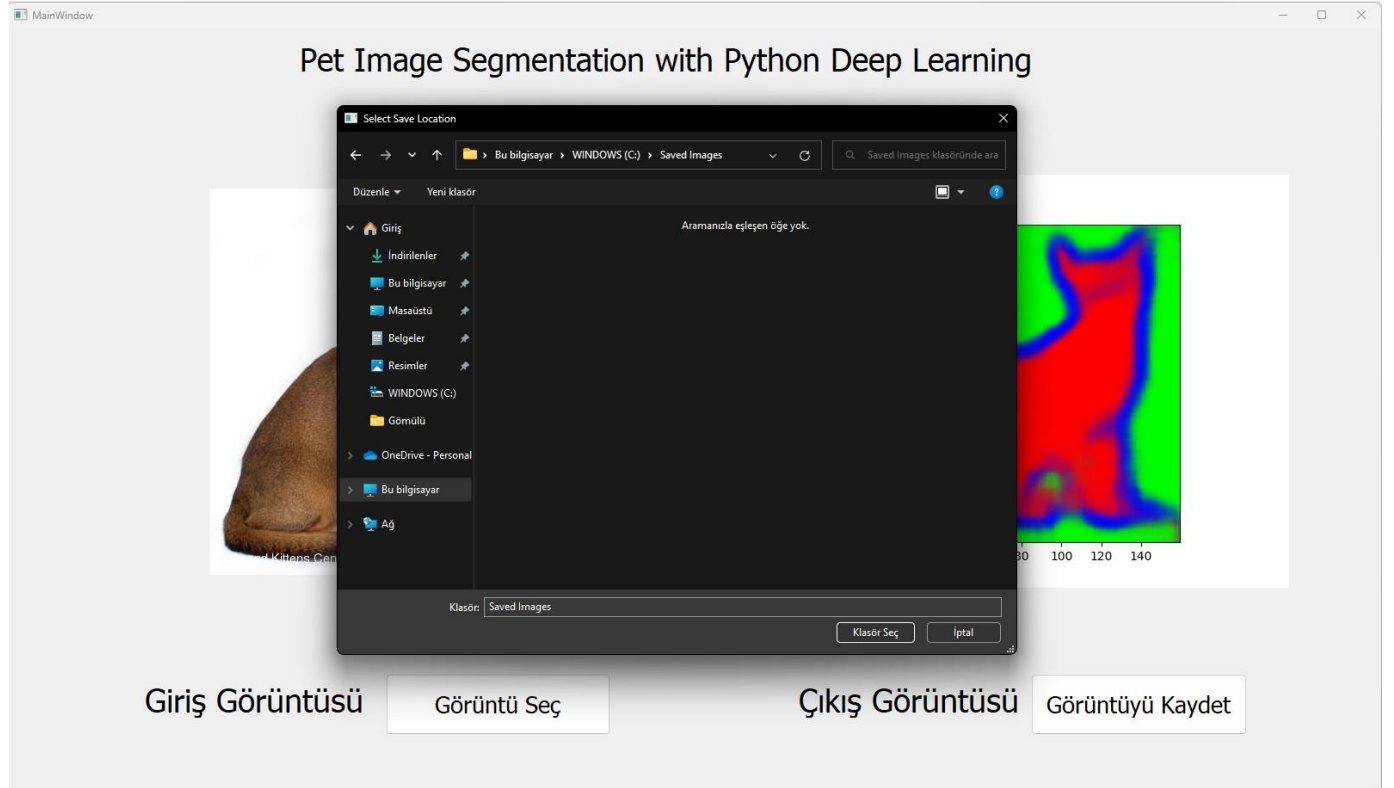 MainWindow
Pet Image Segmentation with Python Deep Learning
Select Save Location
Bu bilgisayar > WINDOWS (C:) > Saved Images
Saved Images klasöründe ara
Düzenle
Yeni klasör
Giriş
İndirilenler
Bu bilgisayar
Masaüstü
Belgeler
Resimler
WINDOWS (C:)
Gömülü
OneDrive - Personal
Bu bilgisayar
Ağ
Aramanızla eşleşen öğe yok.
Klasör: Saved Images
Klasör Seç
İptal
Kittens Cen
80 100 120 140
Giriş Görüntüsü
Görüntü Seç
Çıkış Görüntüsü
Görüntüyü Kaydet